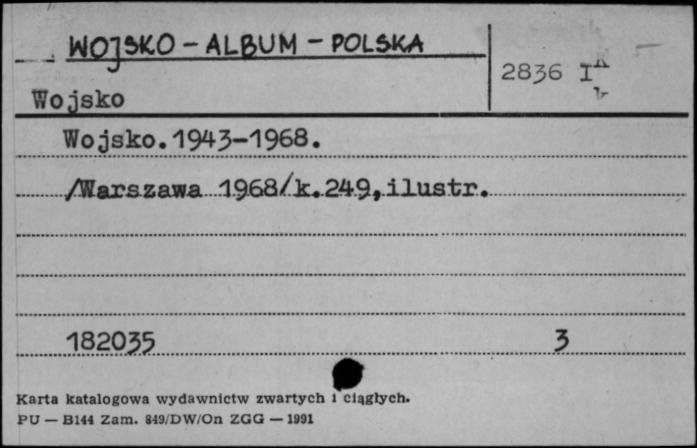 WOJSKO – ALBUM – POLSKA
2836 I
Wojsko
Wojsko.1943-1968.
/Warszawa 1968/k.249,ilustr.
182035 3
Karta katalogowa wydawnictw zwartych i ciągłych.
PU — B144 Zam. 849/DW/On ZGG — 1991